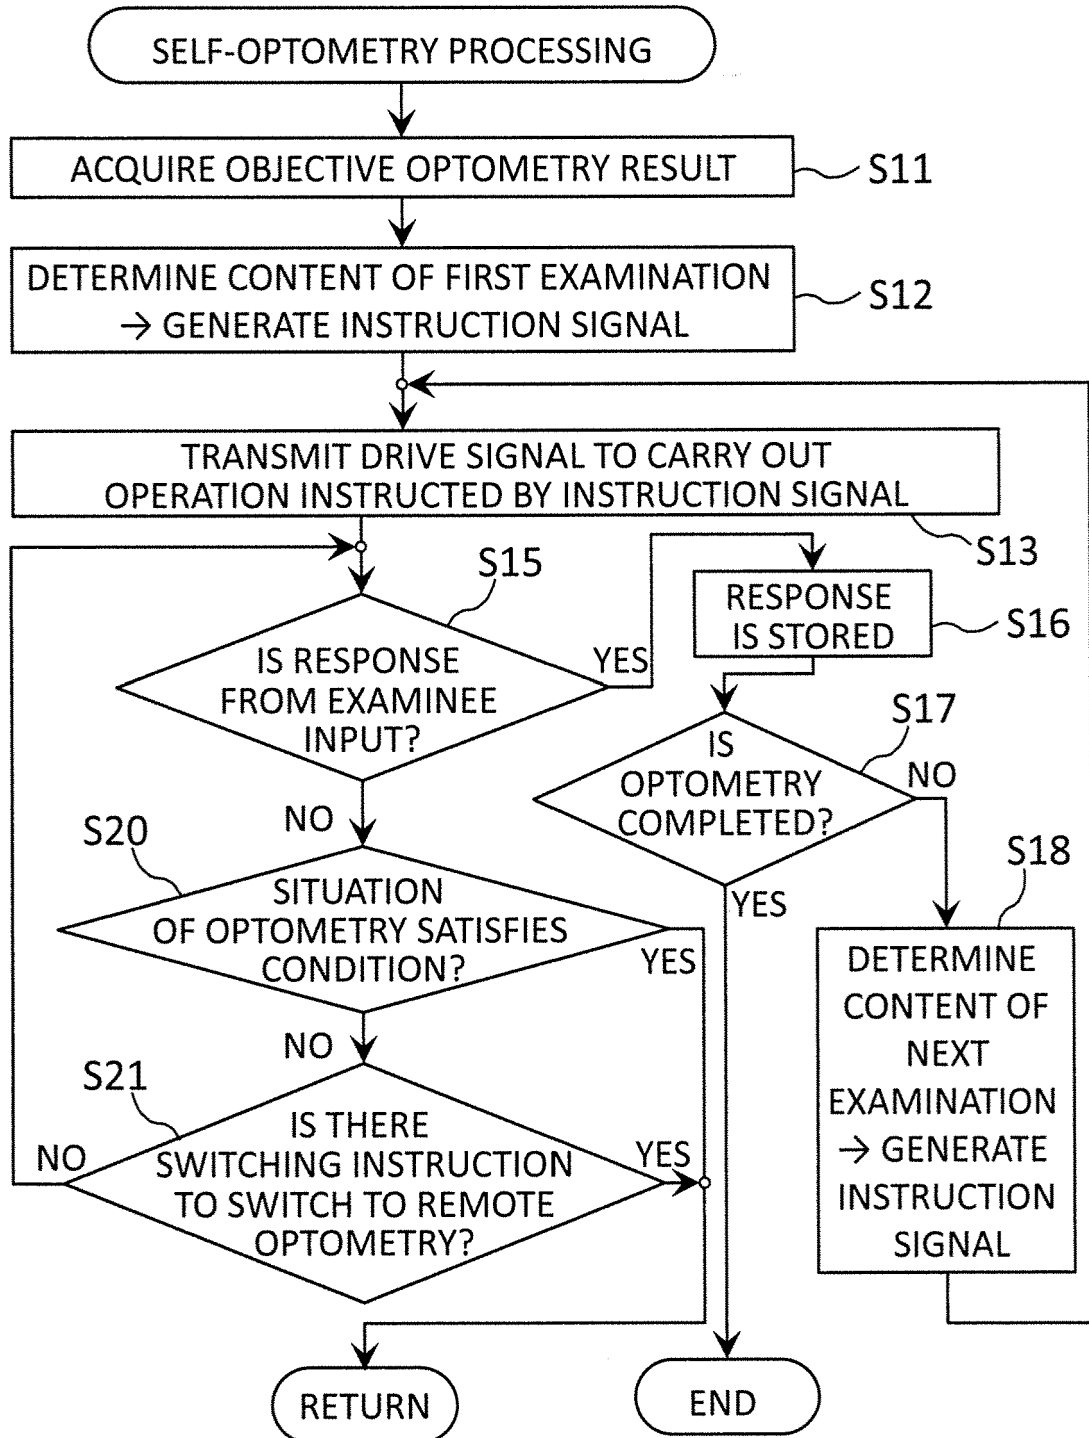 SELF-OPTOMETRY PROCESSING
ACQUIRE OBJECTIVE OPTOMETRY RESULT
S11
DETERMINE CONTENT OF FIRST EXAMINATION
→ GENERATE INSTRUCTION SIGNAL
S12
TRANSMIT DRIVE SIGNAL TO CARRY OUT
OPERATION INSTRUCTED BY INSTRUCTION SIGNAL
S13
S15
IS RESPONSE
FROM EXAMINEE
INPUT?
YES
NO
RESPONSE
IS STORED
S16
S17
IS
OPTOMETRY
COMPLETED?
NO
YES
S18
DETERMINE
CONTENT OF
NEXT
EXAMINATION
→ GENERATE
INSTRUCTION
SIGNAL
S20
SITUATION
OF OPTOMETRY SATISFIES
CONDITION?
YES
NO
S21
IS THERE
SWITCHING INSTRUCTION
TO SWITCH TO REMOTE
OPTOMETRY?
NO
YES
RETURN
END